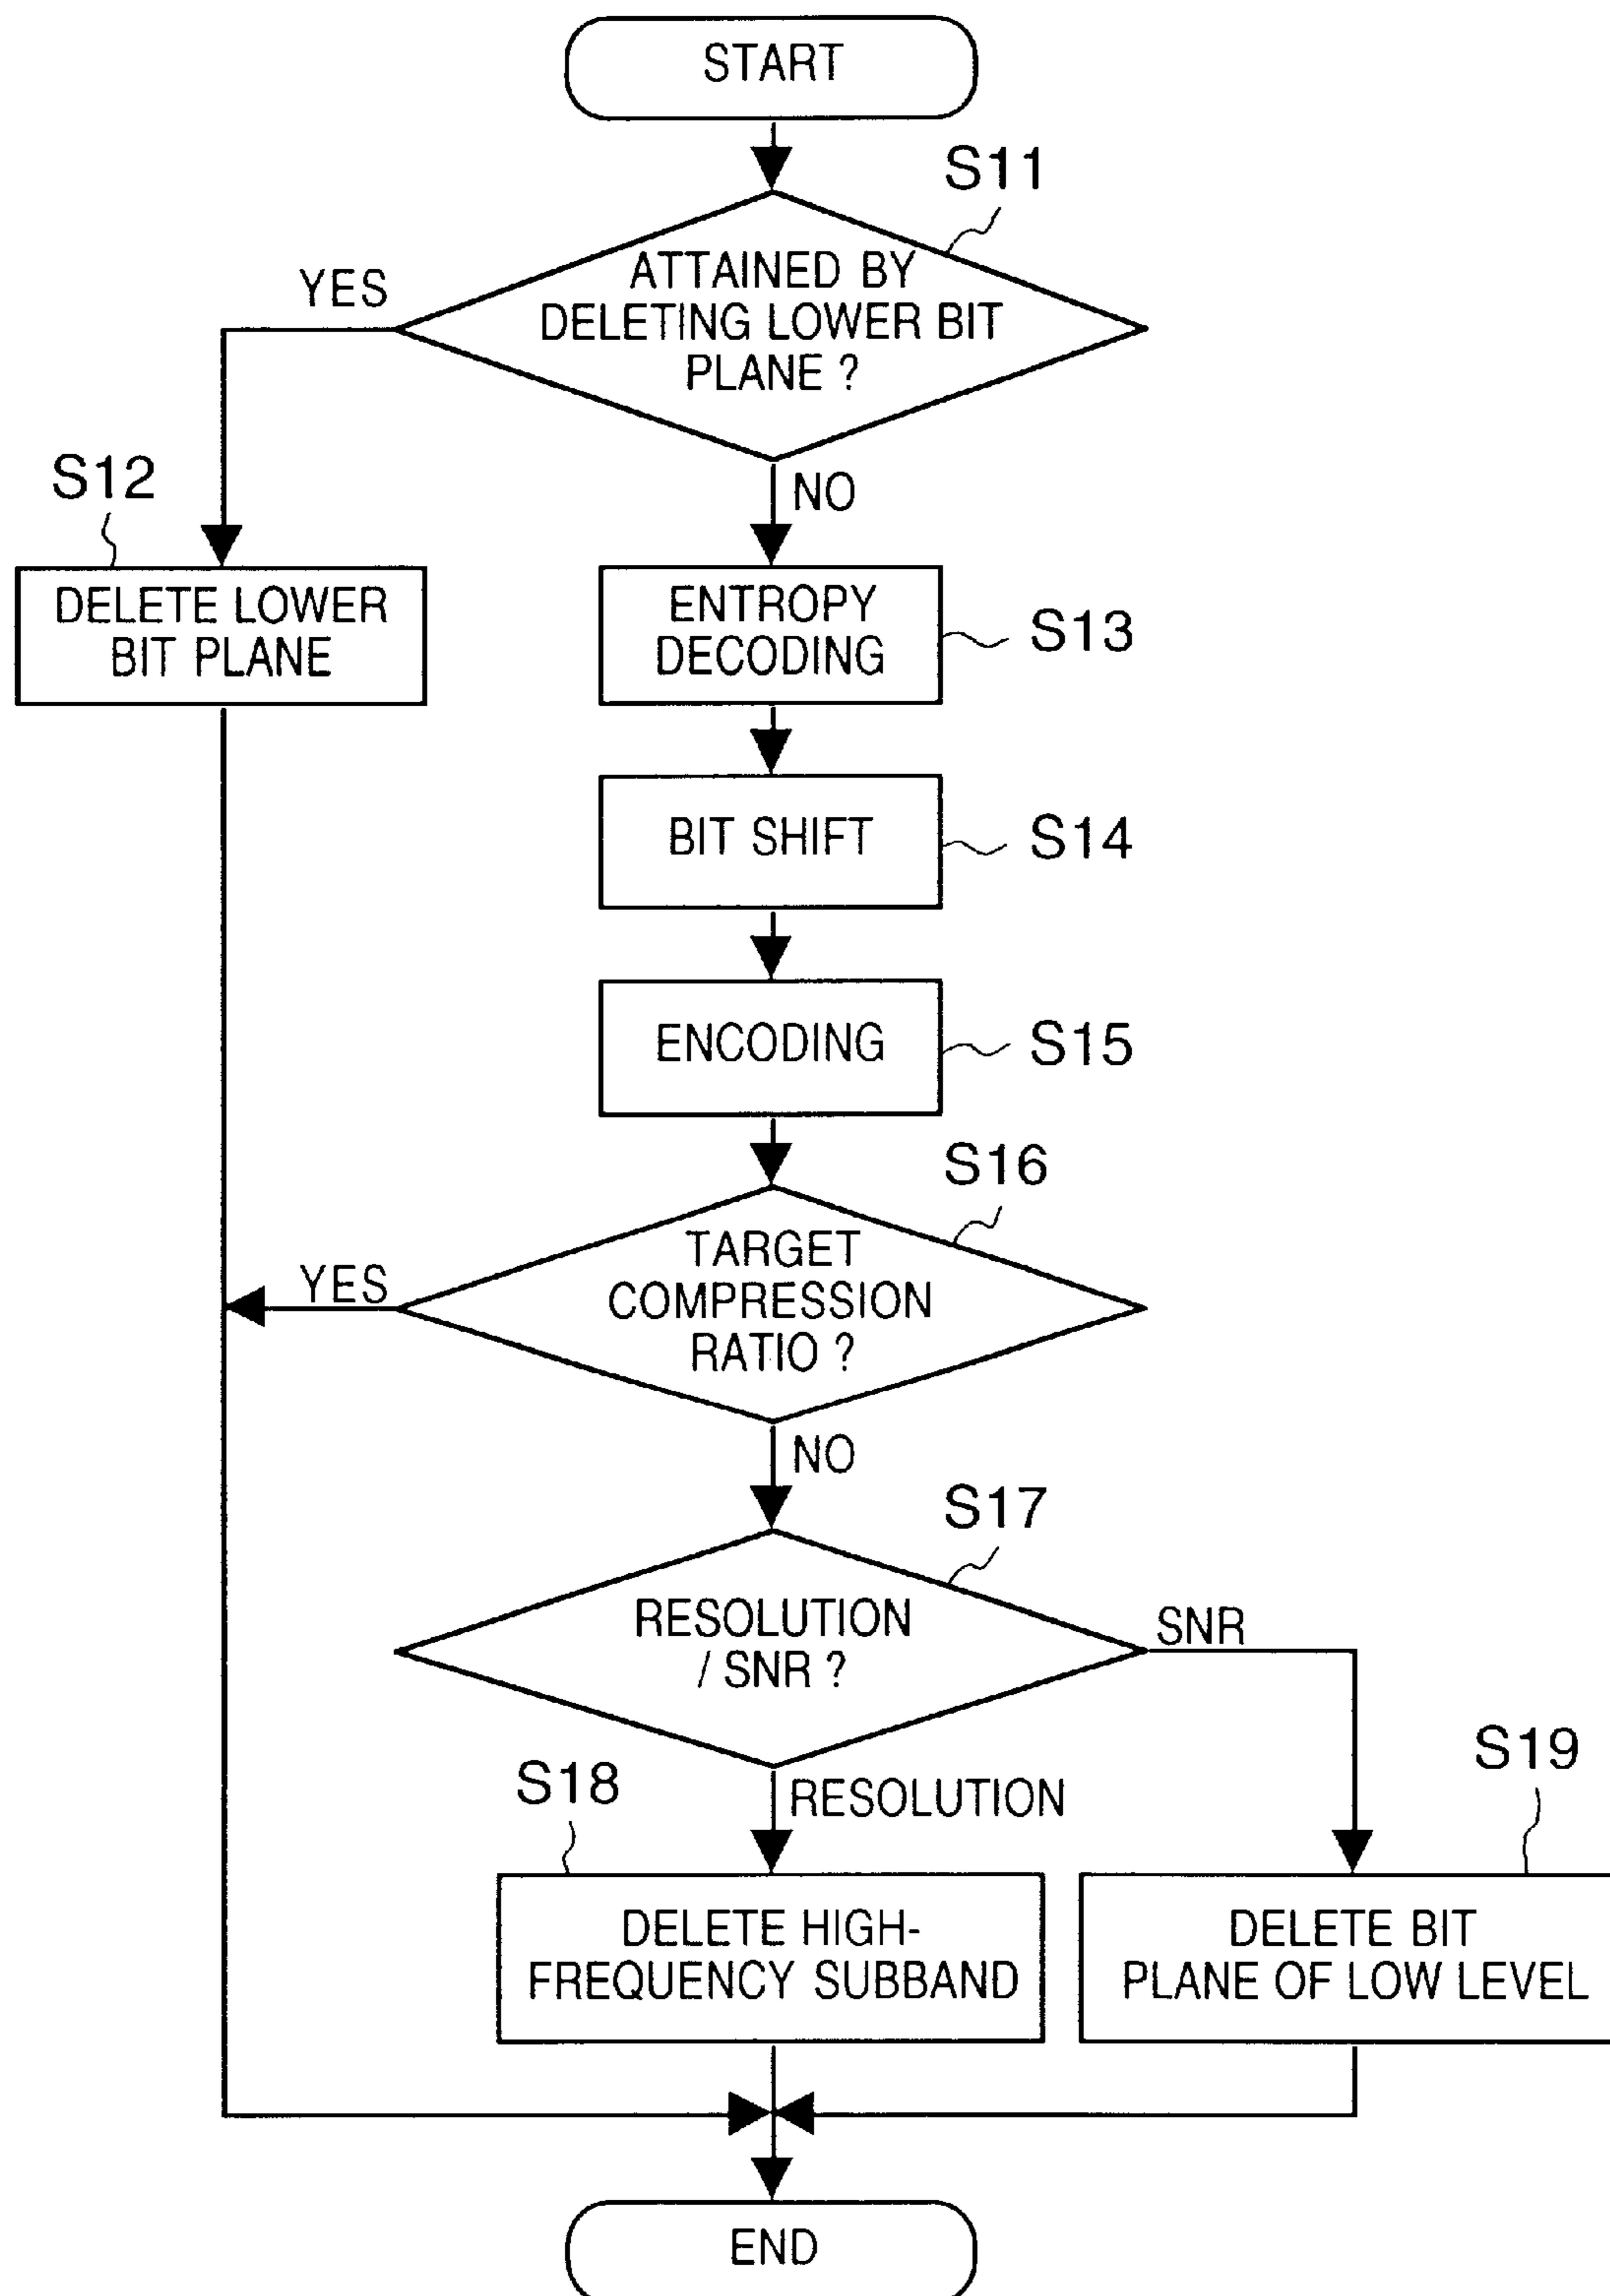 START
S11
ATTAINED BY
DELETING LOWER BIT
PLANE ?
YES
NO
S12
DELETE LOWER
BIT PLANE
ENTROPY
DECODING
S13
BIT SHIFT
S14
ENCODING
S15
S16
TARGET
COMPRESSION
RATIO ?
YES
NO
S17
RESOLUTION
/ SNR ?
SNR
RESOLUTION
S18
DELETE HIGH-
FREQUENCY SUBBAND
S19
DELETE BIT
PLANE OF LOW LEVEL
END